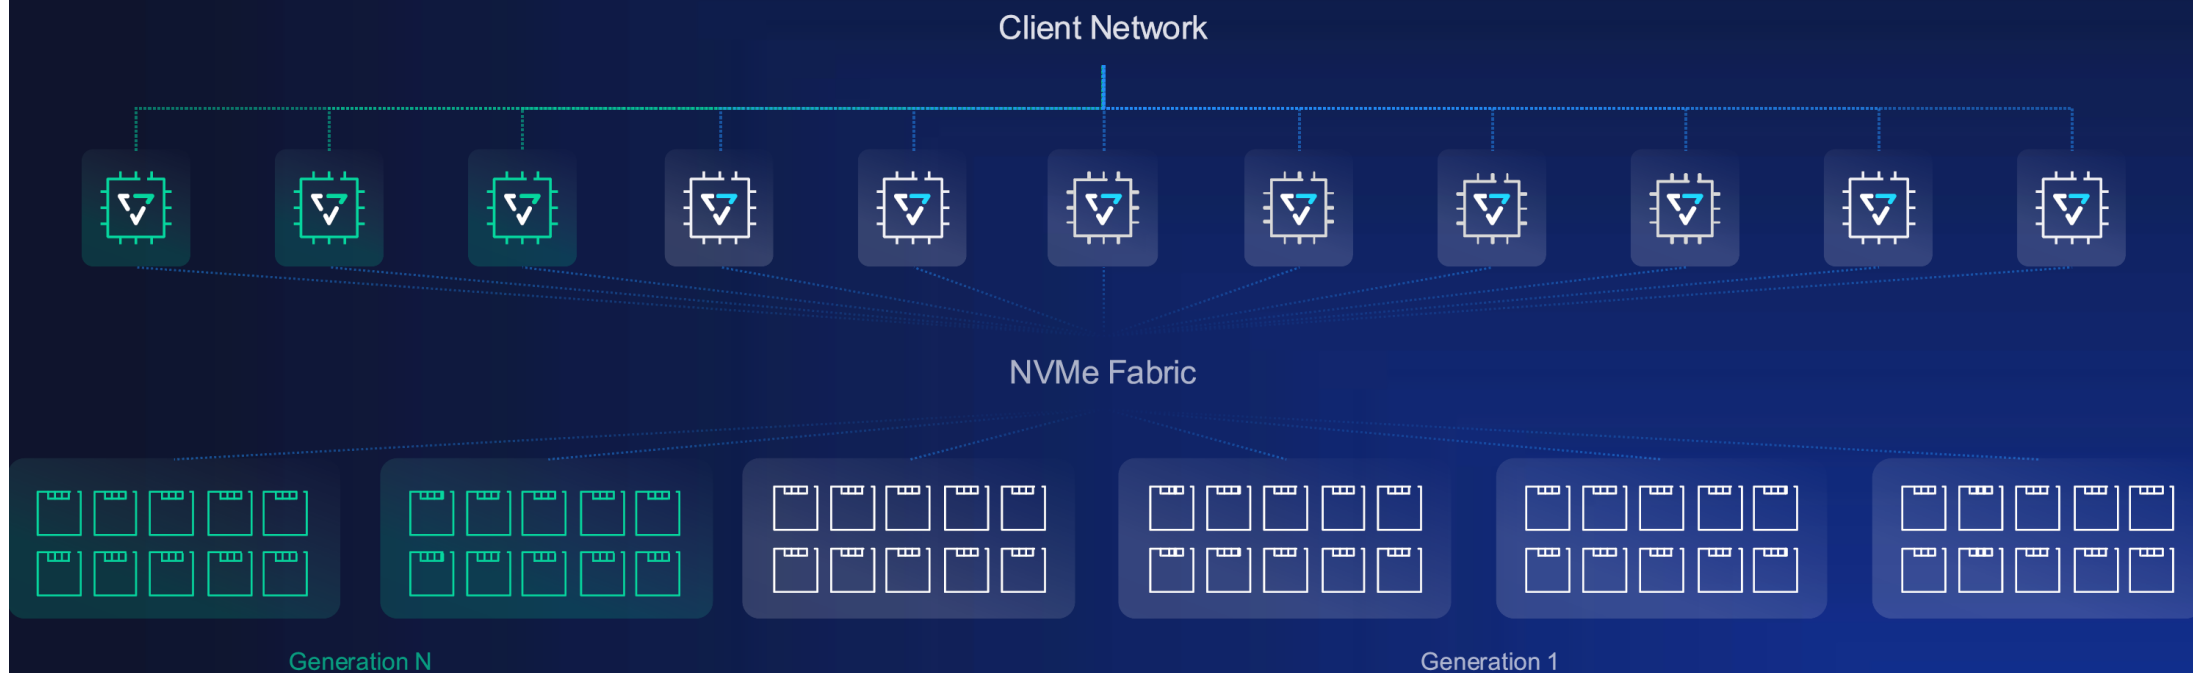 Client Network
NVMe Fabric
Generation N
Generation 1